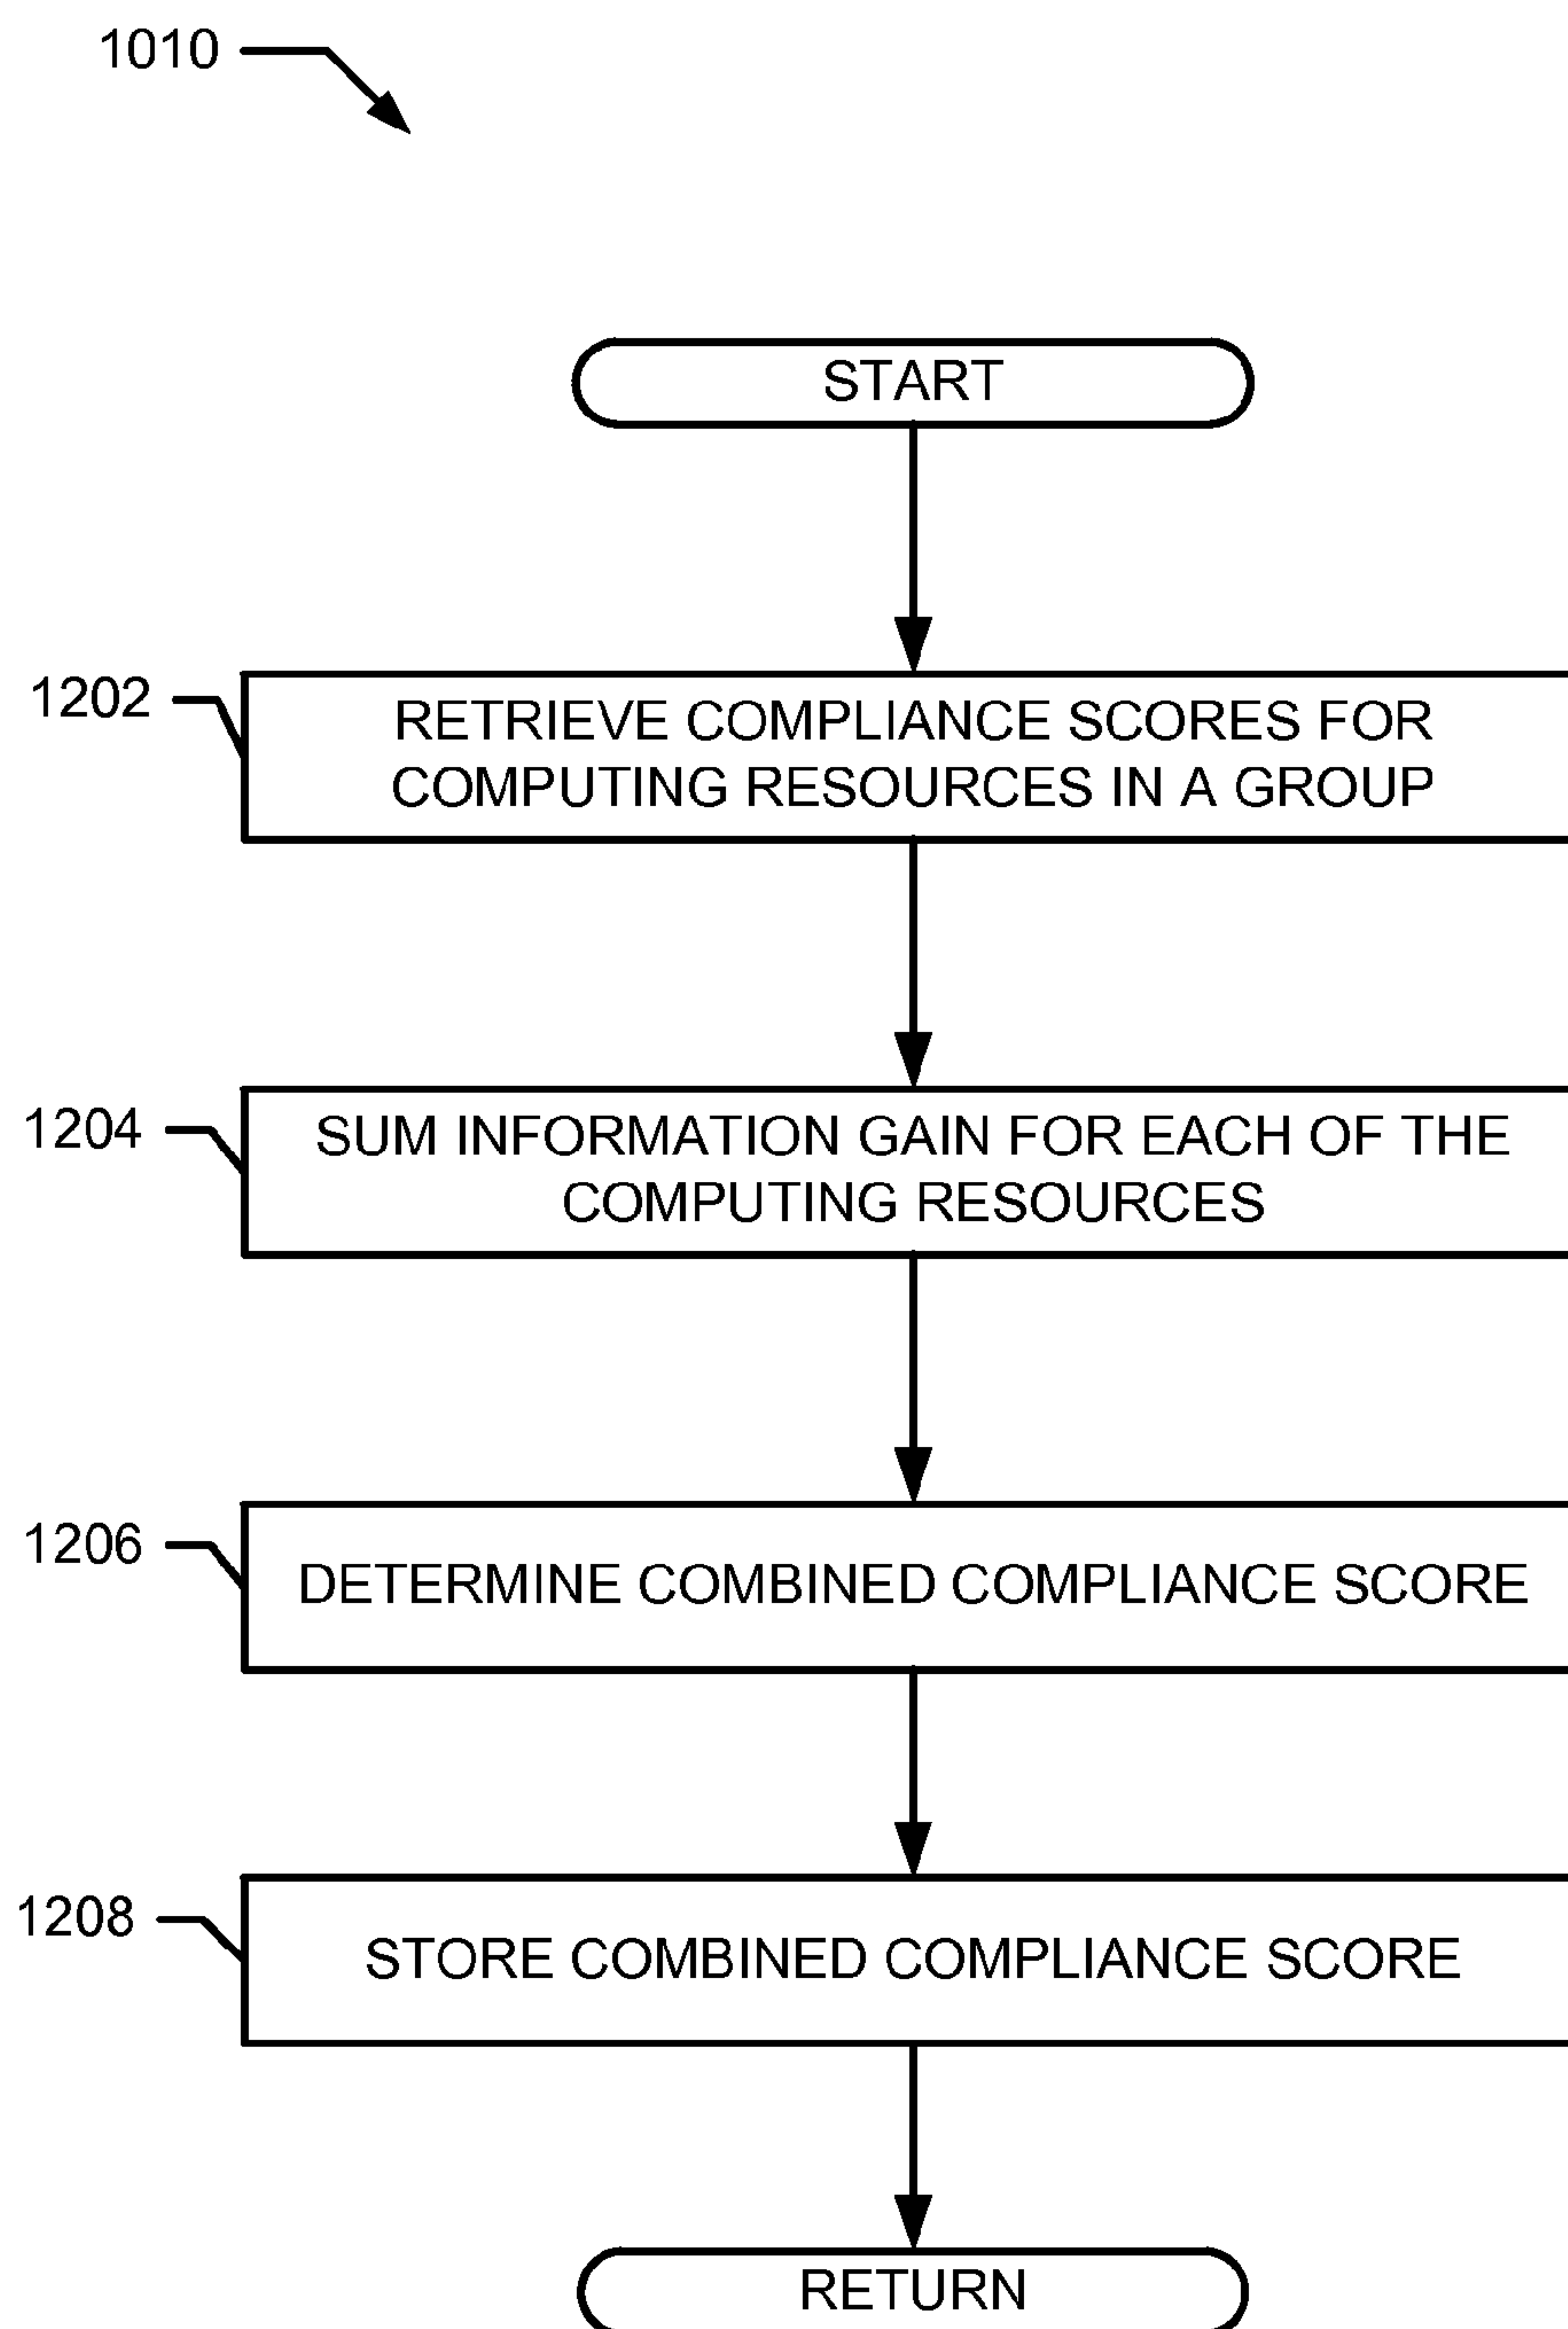 1010
START
1202
RETRIEVE COMPLIANCE SCORES FOR
COMPUTING RESOURCES IN A GROUP
1204
SUM INFORMATION GAIN FOR EACH OF THE
COMPUTING RESOURCES
1206
DETERMINE COMBINED COMPLIANCE SCORE
1208
STORE COMBINED COMPLIANCE SCORE
RETURN